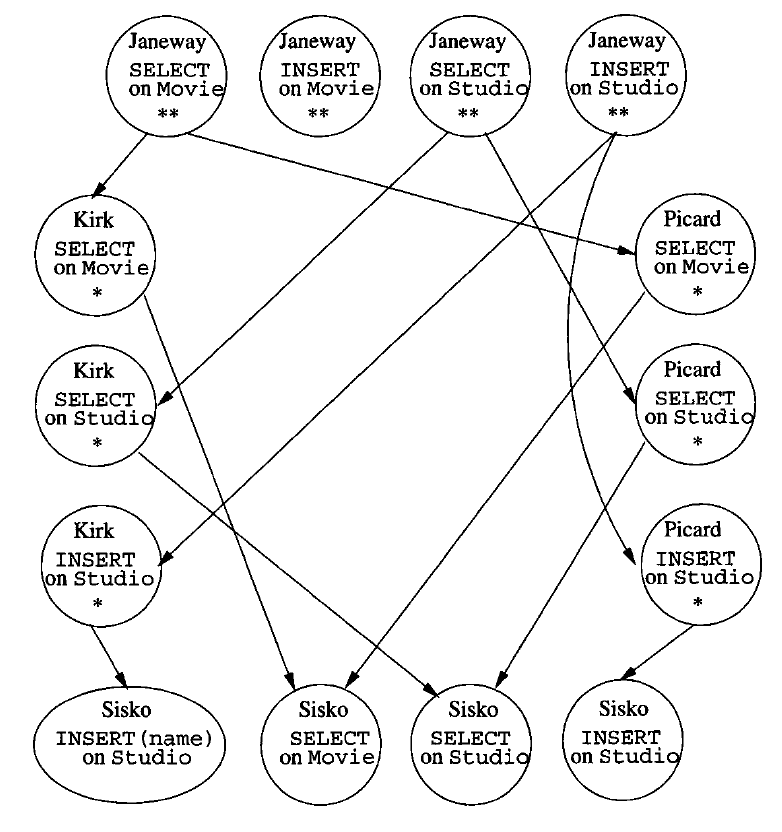 Janeway
SELECT
on Movie
**
Janeway
INSERT
on Movie
**
Janeway
SELECT
on Studio
**
Janeway
INSERT
on Studio
**
Kirk
SELECT
on Movie
*
Picard
SELECT
on Movie
*
Kirk
SELECT
on Studio
*
Picard
SELECT
on Studio
*
Kirk
INSERT
on Studio
*
Picard
INSERT
on Studio
*
Sisko
INSERT(name)
on Studio
Sisko
SELECT
on Movie
Sisko
SELECT
on Studio
Sisko
INSERT
on Studio